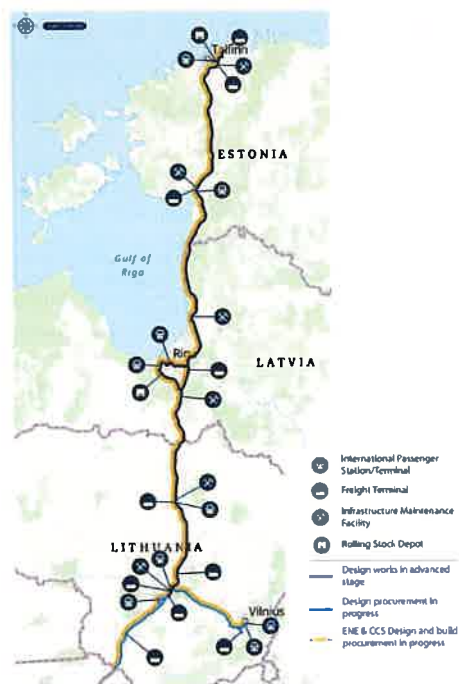 Tallinn
ESTONIA
Gulf of
Riga
Rig
LATVIA
LITHUANIA
Vilnius
International Passenger
Station/Terminal
Freight Terminal
Infrastructure Maintenance
Facility
Rolling Stock Depot
Design works in advanced
stage
Design procurement in
progress
ENE & CCS Design and build
procurement in progress